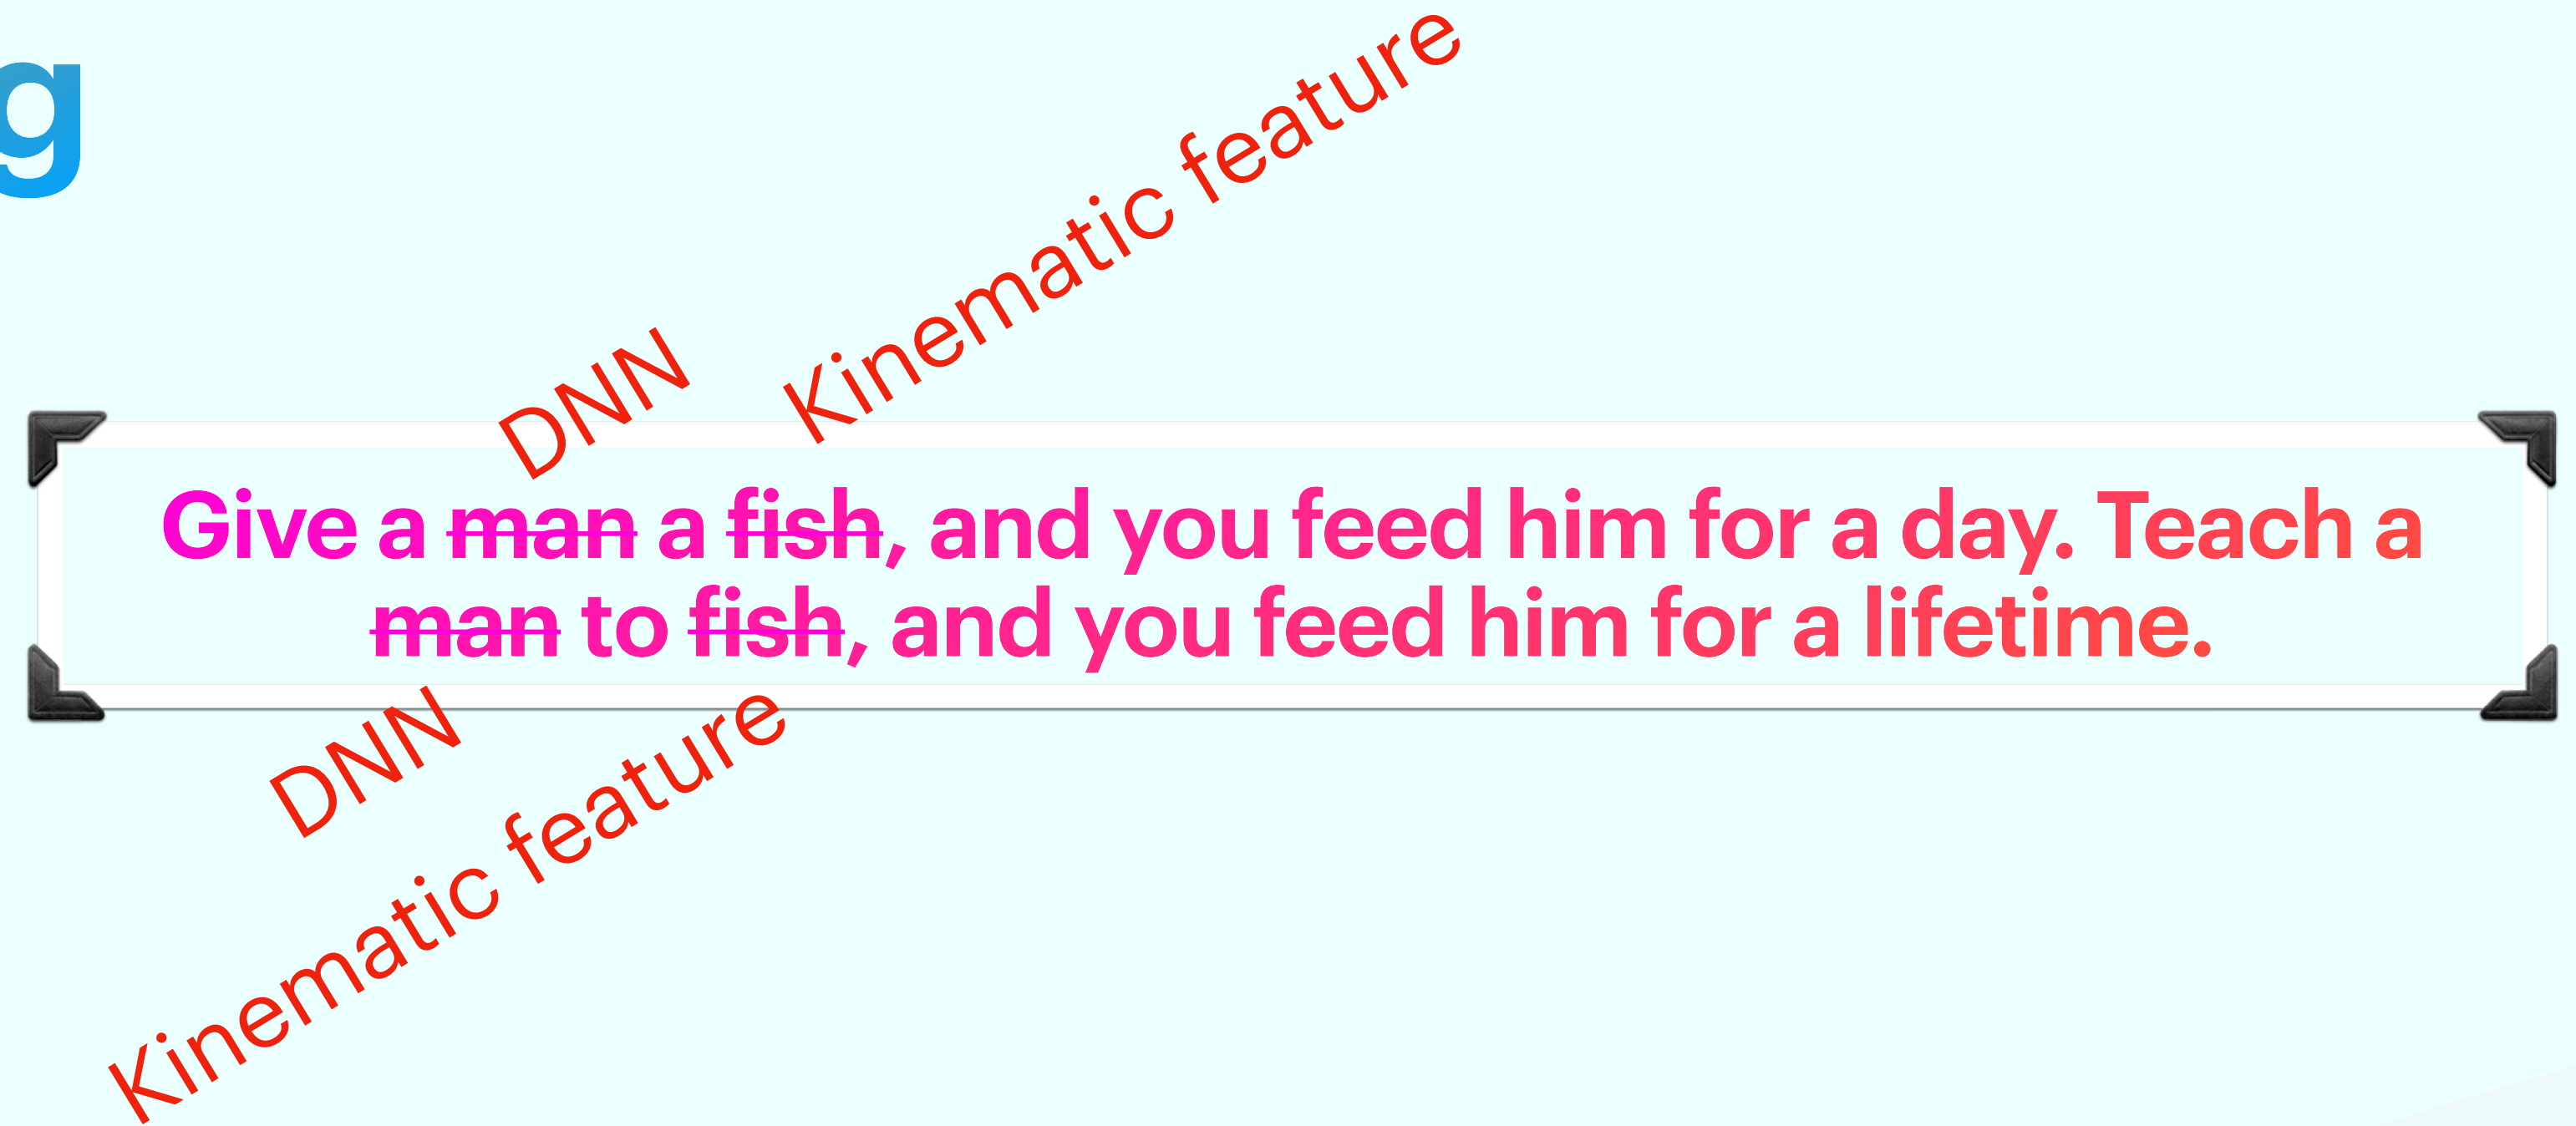 g
Kinematic feature
DNN
Give a man a fish, and you feed him for a day. Teach a
man to fish, and you feed him for a lifetime.
DNN
Kinematic feature